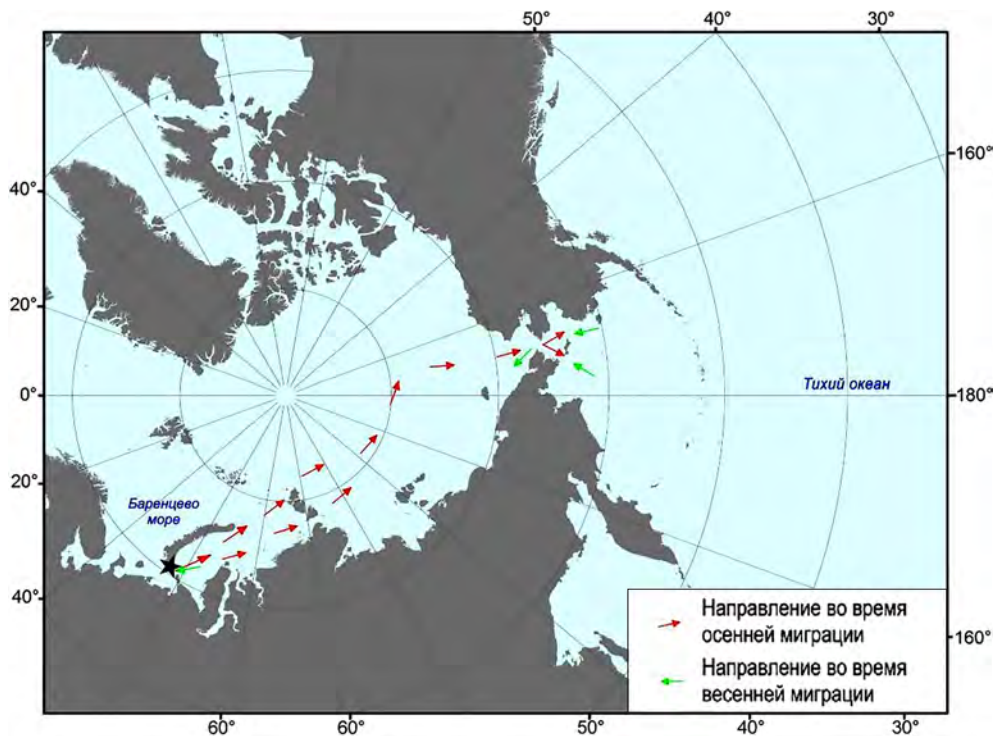 50° 40° 30°
160°
40°
20°
0° Тихий океан 180°
20°
Баренцево
море
40°
160°
Направление во время
осенней миграции
Направление во время
весенней миграции
60° 60° 50° 40° 30°